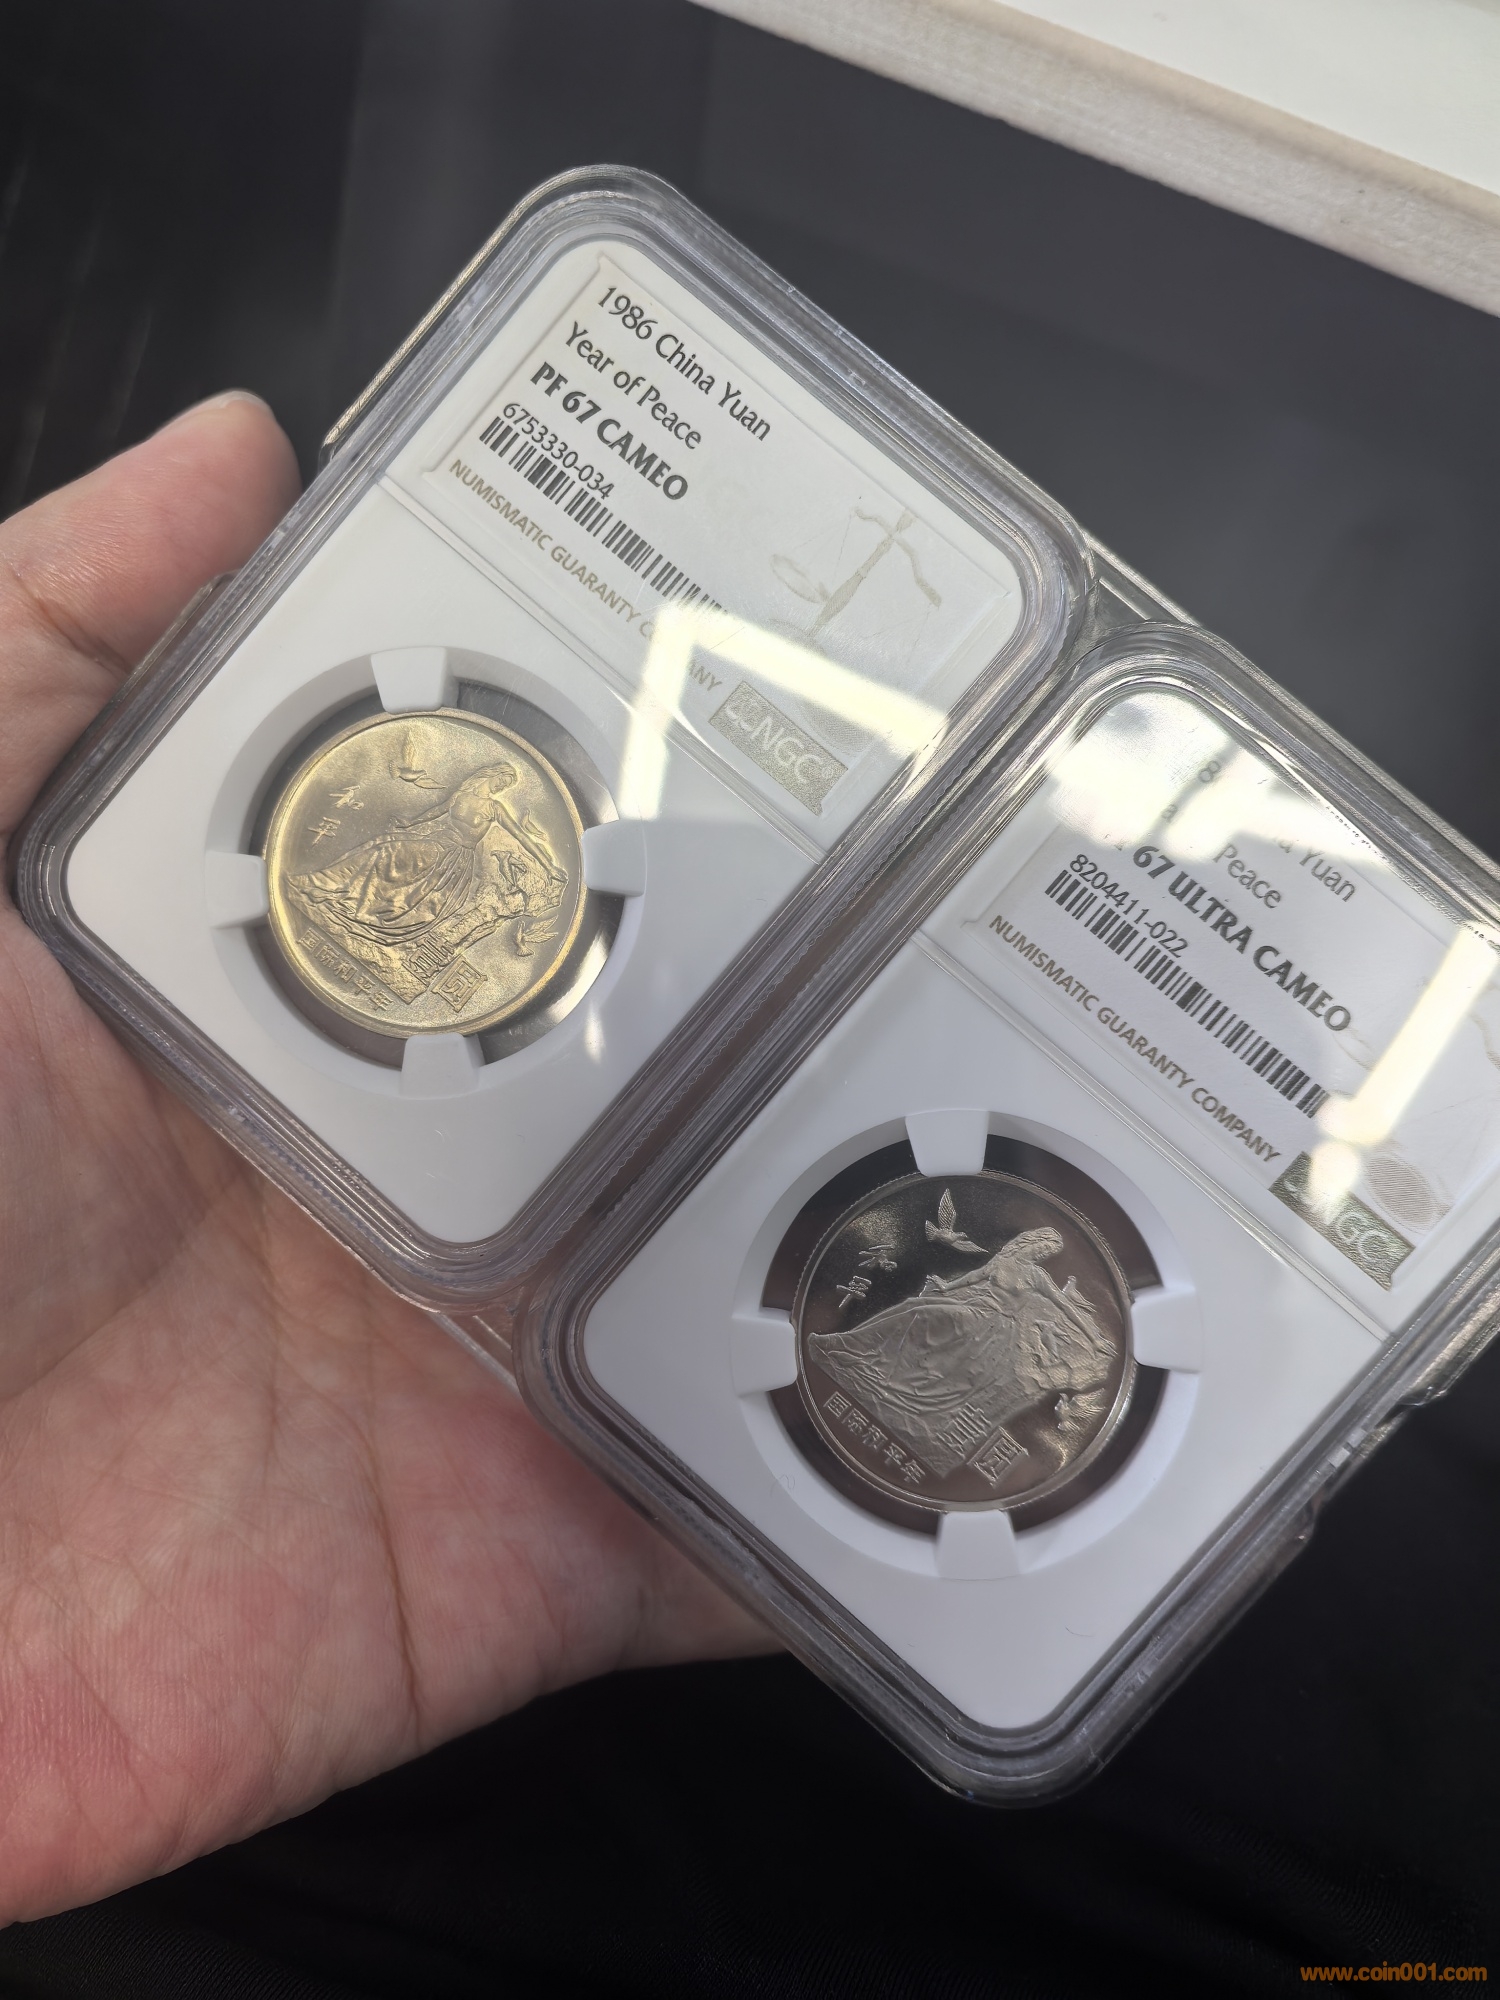 1986 China Yuan
Year of Peace
PF 67 CAMEO
6753330-034
NUMISMATIC GUARANTY
NGC
和平
国际和平年
壹圆
Yuan
Peace
67 ULTRA CAMEO
8204411-022
NUMISMATIC GUARANTY COMPANY
NGC
和平
国际和平年
壹圆
www.coin001.com